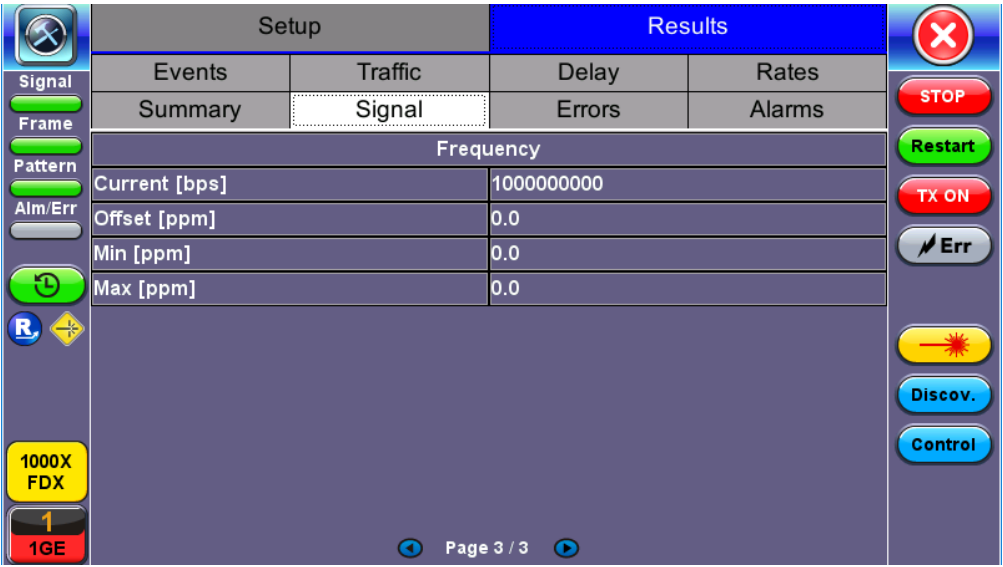 Setup
Results
Events
Traffic
Delay
Rates
Summary
Signal
Errors
Alarms
Signal
Frame
Pattern
Alm/Err
R
1000X
FDX
1
1GE
Frequency
Current [bps] 1000000000
Offset [ppm] 0.0
Min [ppm] 0.0
Max [ppm] 0.0
Page 3 / 3
STOP
Restart
TX ON
Err
Discov.
Control